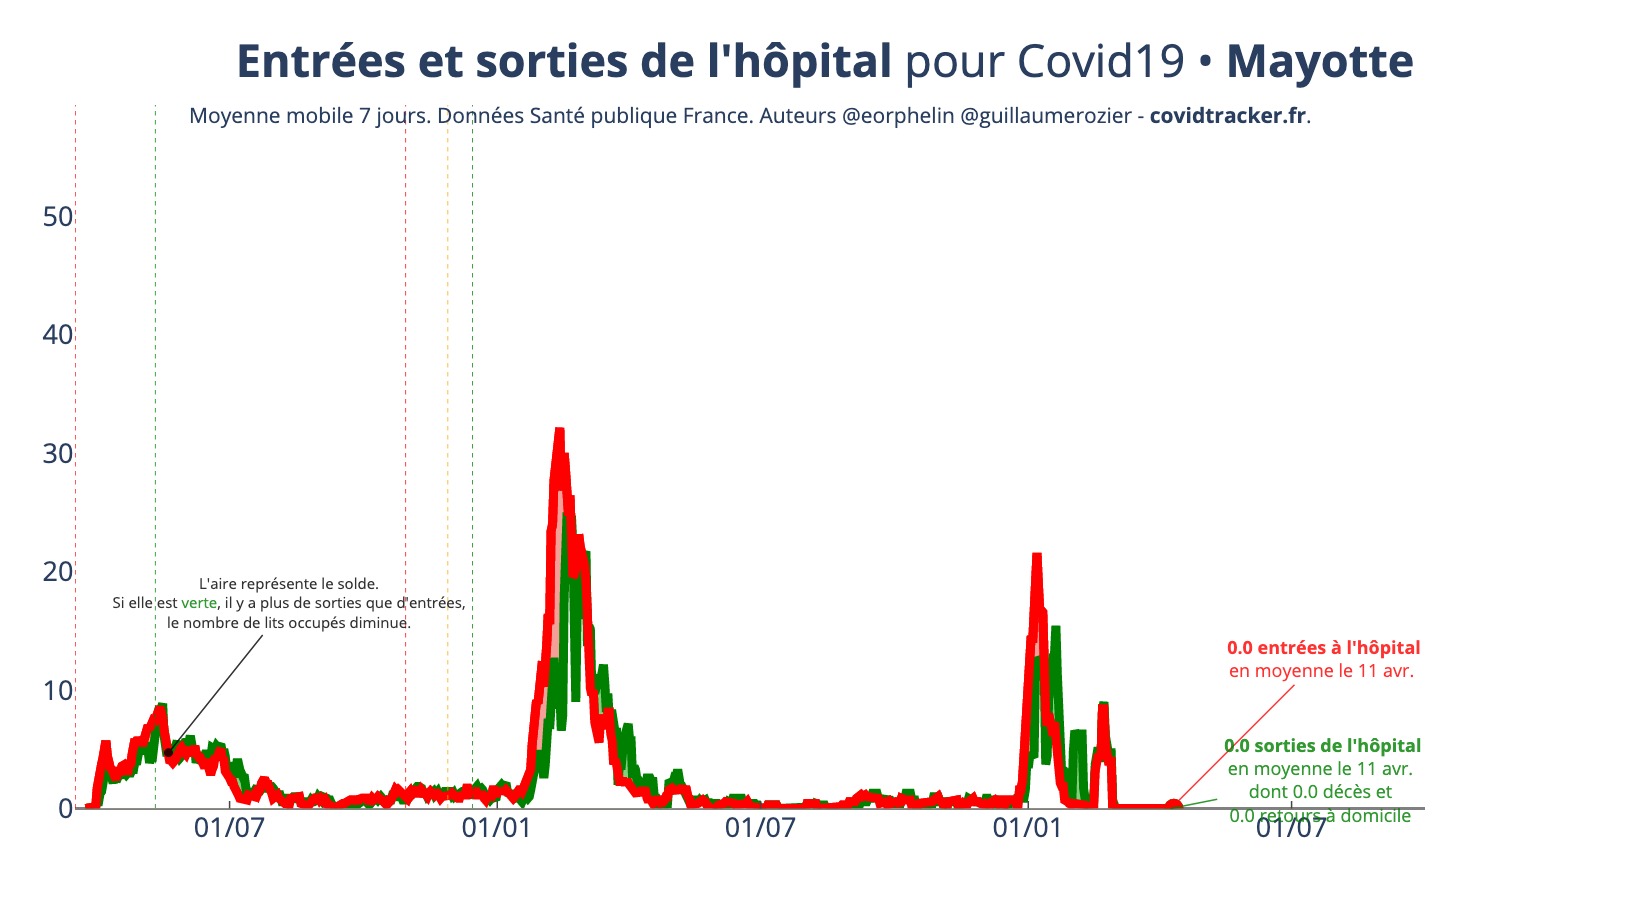 Entrées et sorties de l'hôpital pour Covid19 • Mayotte
Moyenne mobile 7 jours. Données Santé publique France. Auteurs @eorphelin @guillaumerozier - covidtracker.fr.
50
40
30
20
10
0
L'aire représente le solde.
Si elle est verte, il y a plus de sorties que d'entrées,
le nombre de lits occupés diminue.
0.0 entrées à l'hôpital
en moyenne le 11 avr.
0.0 sorties de l'hôpital
en moyenne le 11 avr.
dont 0.0 décès et
0.0 retours à domicile
01/07
01/01
01/07
01/01
01/07